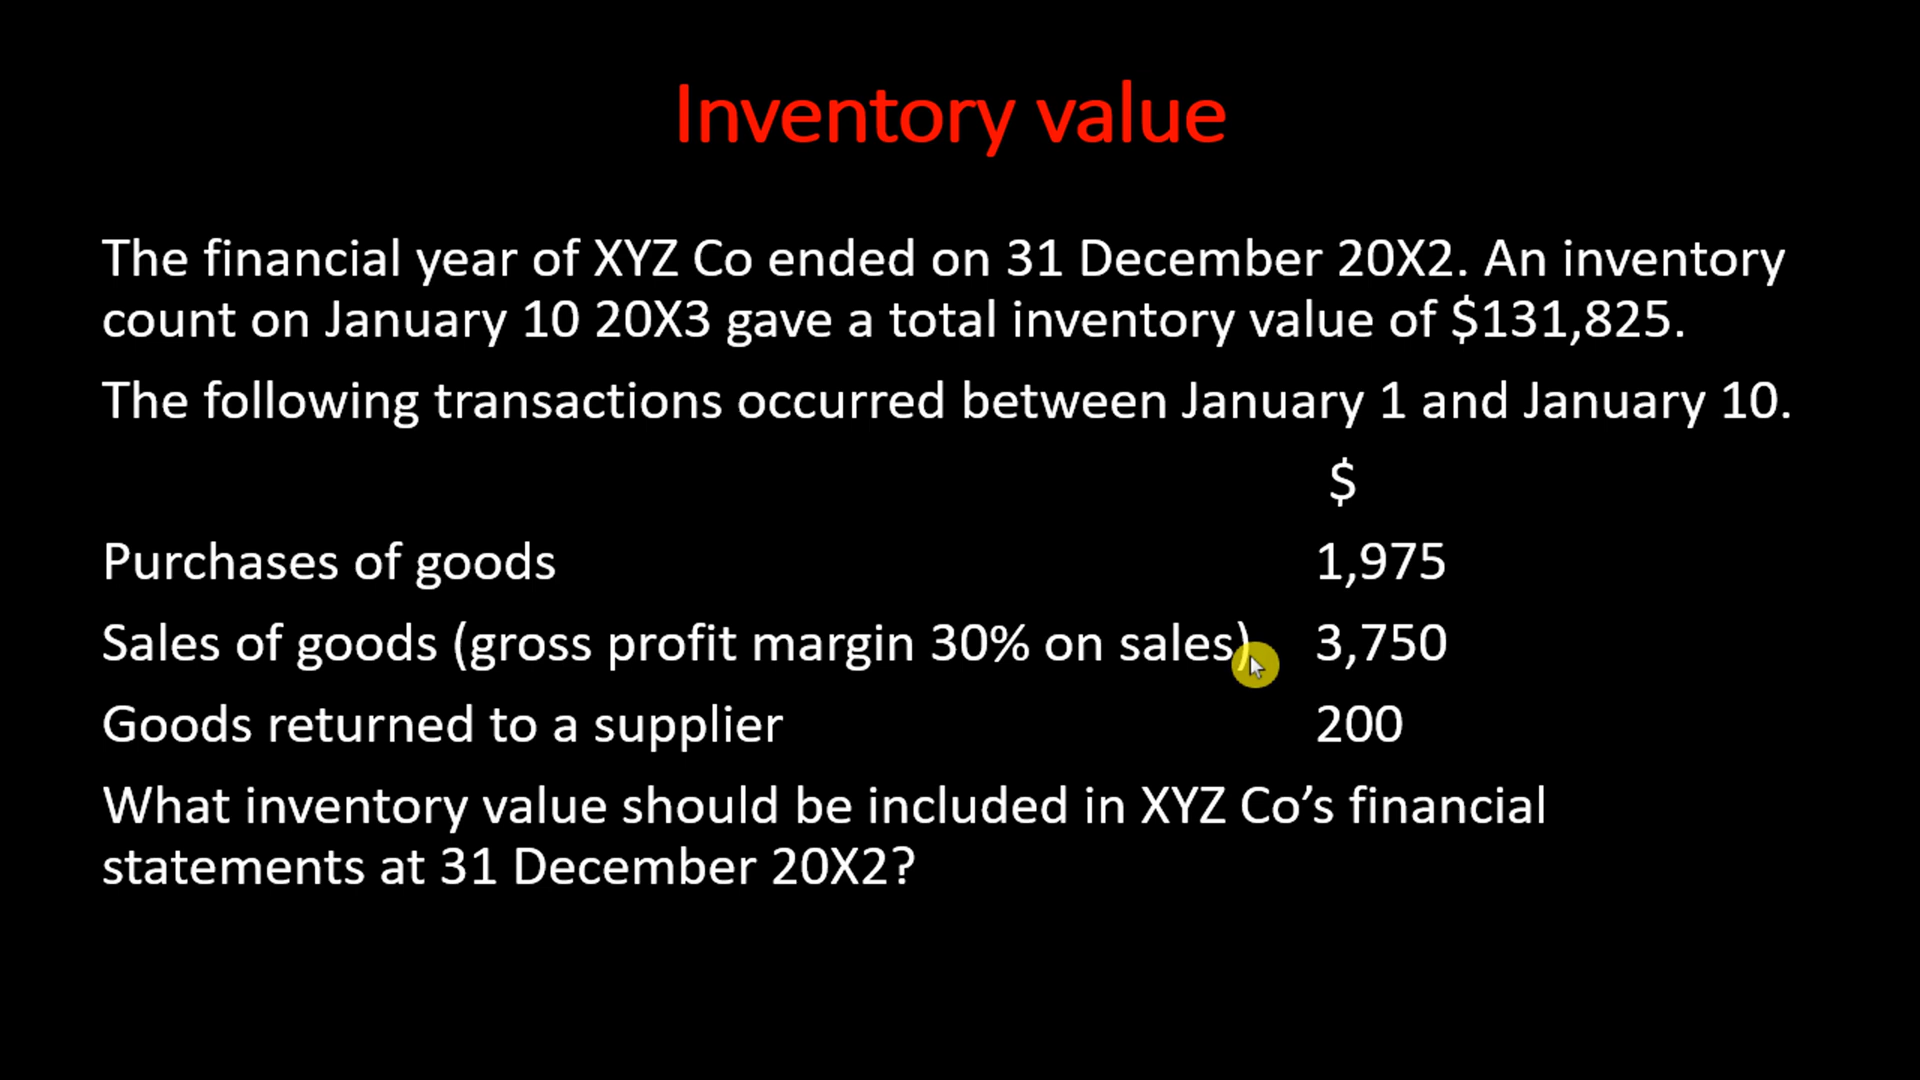 Inventory value
The financial year of XYZ Co ended on 31 December 20X2. An inventory
count on January 10 20X3 gave a total inventory value of $131,825.
The following transactions occurred between January 1 and January 10.
$
Purchases of goods 1,975
Sales of goods (gross profit margin 30% on sales) 3,750
Goods returned to a supplier 200
What inventory value should be included in XYZ Co’s financial
statements at 31 December 20X2?